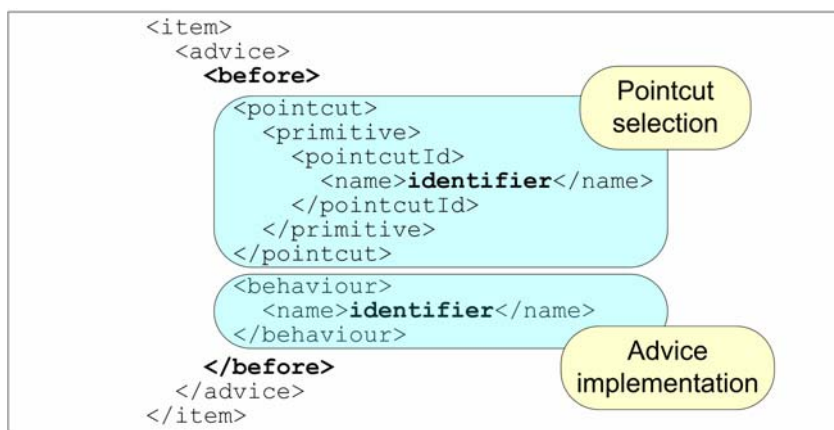 <item>
<advice>
<before>
<pointcut>
<primitive>
<pointcutId>
<name>identifier</name>
</pointcutId>
</primitive>
</pointcut>
Pointcut
selection
<behaviour>
<name>identifier</name>
</behaviour>
Advice
implementation
</before>
</advice>
</item>